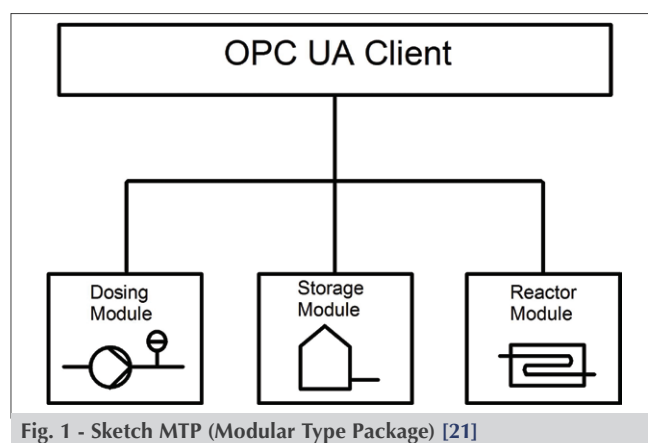 OPC UA Client
Dosing
Module
Storage
Module
Reactor
Module
Fig. 1 - Sketch MTP (Modular Type Package) [21]